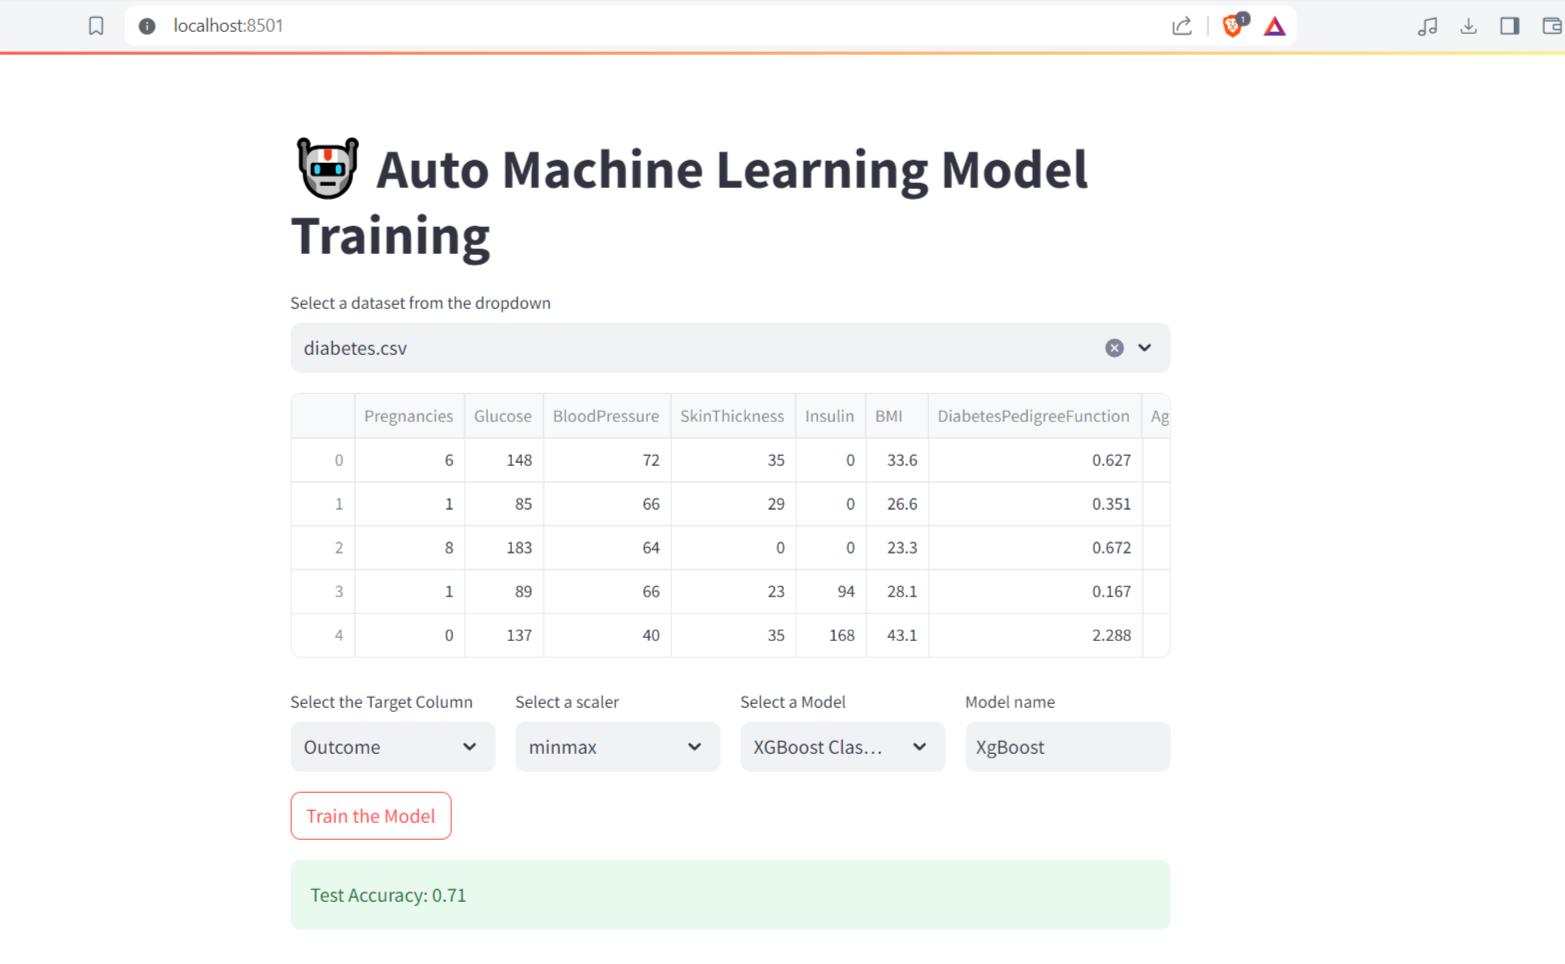 localhost:8501
1
Auto Machine Learning Model
Training
Select a dataset from the dropdown
diabetes.csv
Pregnancies Glucose BloodPressure SkinThickness Insulin BMI DiabetesPedigreeFunction Ag
0 6 148 72 35 0 33.6 0.627
1 1 85 66 29 0 26.6 0.351
2 8 183 64 0 0 23.3 0.672
3 1 89 66 23 94 28.1 0.167
4 0 137 40 35 168 43.1 2.288
Select the Target Column Select a scaler Select a Model Model name
Outcome minmax XGBoost Clas... XgBoost
Train the Model
Test Accuracy: 0.71